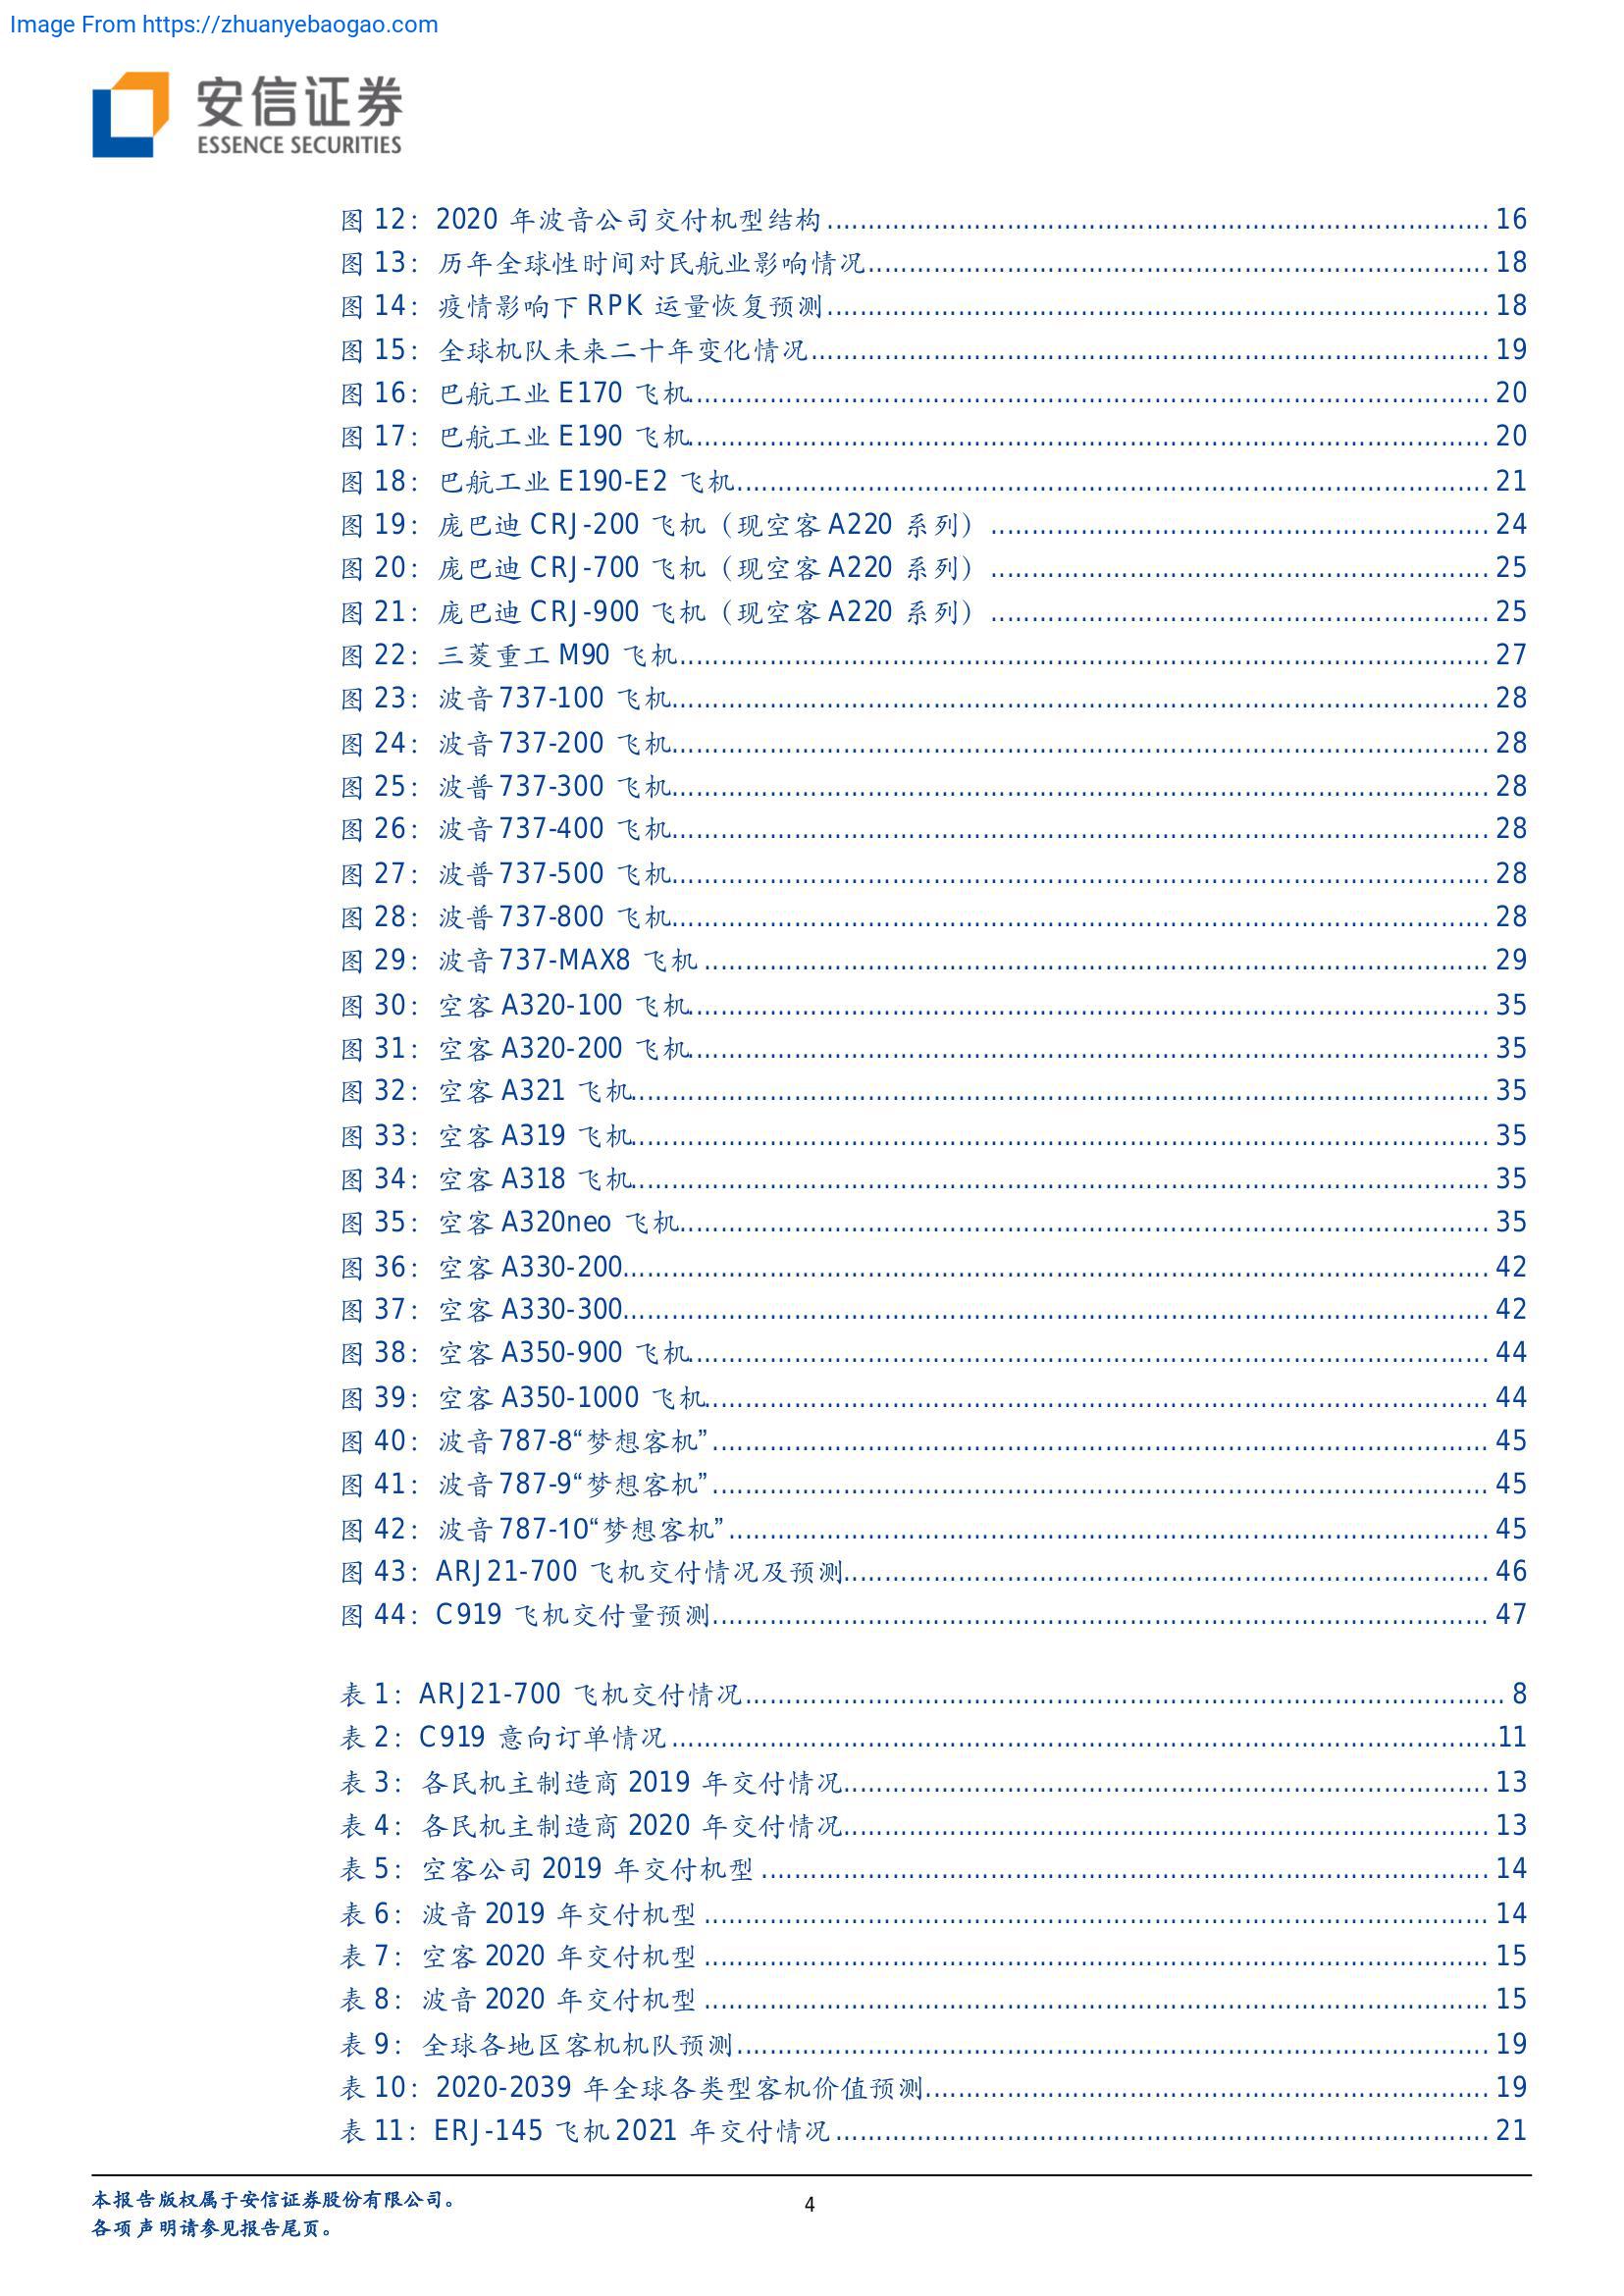 Image From https://zhuanyebaogao.com
安信证券
ESSENCE SECURITIES
图 12：2020 年波音公司交付机型结构 16
图 13：历年全球性时间对民航业影响情况 18
图 14：疫情影响下 RPK 运量恢复预测 18
图 15：全球机队未来二十年变化情况 19
图 16：巴航工业 E170 飞机 20
图 17：巴航工业 E190 飞机 20
图 18：巴航工业 E190-E2 飞机 21
图 19：庞巴迪 CRJ-200 飞机（现空客 A220 系列） 24
图 20：庞巴迪 CRJ-700 飞机（现空客 A220 系列） 25
图 21：庞巴迪 CRJ-900 飞机（现空客 A220 系列） 25
图 22：三菱重工 M90 飞机 27
图 23：波音 737-100 飞机 28
图 24：波音 737-200 飞机 28
图 25：波普 737-300 飞机 28
图 26：波音 737-400 飞机 28
图 27：波普 737-500 飞机 28
图 28：波普 737-800 飞机 28
图 29：波音 737-MAX8 飞机 29
图 30：空客 A320-100 飞机 35
图 31：空客 A320-200 飞机 35
图 32：空客 A321 飞机 35
图 33：空客 A319 飞机 35
图 34：空客 A318 飞机 35
图 35：空客 A320neo 飞机 35
图 36：空客 A330-200 42
图 37：空客 A330-300 42
图 38：空客 A350-900 飞机 44
图 39：空客 A350-1000 飞机 44
图 40：波音 787-8“梦想客机” 45
图 41：波音 787-9“梦想客机” 45
图 42：波音 787-10“梦想客机” 45
图 43：ARJ21-700 飞机交付情况及预测 46
图 44：C919 飞机交付量预测 47
表 1：ARJ21-700 飞机交付情况 8
表 2：C919 意向订单情况 11
表 3：各民机主制造商 2019 年交付情况 13
表 4：各民机主制造商 2020 年交付情况 13
表 5：空客公司 2019 年交付机型 14
表 6：波音 2019 年交付机型 14
表 7：空客 2020 年交付机型 15
表 8：波音 2020 年交付机型 15
表 9：全球各地区客机机队预测 19
表 10：2020-2039 年全球各类型客机价值预测 19
表 11：ERJ-145 飞机 2021 年交付情况 21
本报告版权属于安信证券股份有限公司。
4
各项声明请参见报告尾页。